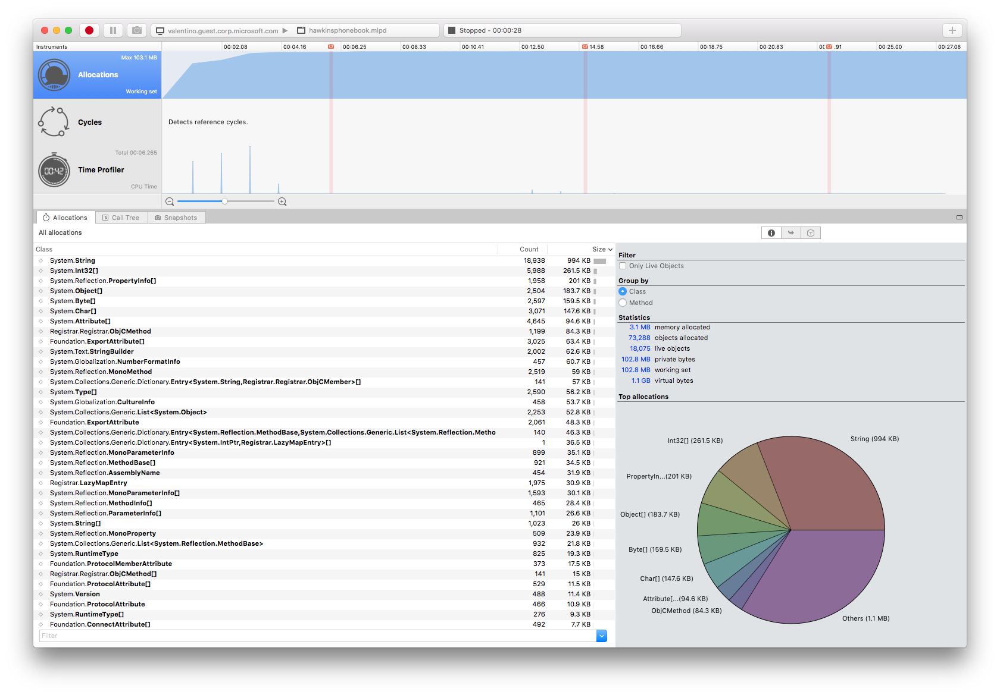 valentino.guest.corp.microsoft.com
hawkinsphonebook.mlpd
Stopped - 00:00:28
Instruments
00:02.08
00:04.16
00:06.25
00:08.33
00:10.41
00:12.50
14.58
00:16.66
00:18.75
00:20.83
.91
00:25.00
00:27.08
Max 103.1 MB
Allocations
Working set
Cycles
Detects reference cycles.
Total 00:06.265
00:42
Time Profiler
CPU Time
Allocations
Call Tree
Snapshots
All allocations
Class Count Size
System.String 18,938 994 KB
System.Int32[] 5,988 261.5 KB
System.Reflection.PropertyInfo[] 1,958 201 KB
System.Object[] 2,504 183.7 KB
System.Byte[] 2,597 159.5 KB
System.Char[] 3,071 147.6 KB
System.Attribute[] 4,645 94.6 KB
Registrar.Registrar.ObjCMethod 1,199 84.3 KB
Foundation.ExportAttribute[] 3,025 63.4 KB
System.Text.StringBuilder 2,002 62.6 KB
System.Globalization.NumberFormatInfo 457 60.7 KB
System.Reflection.MonoMethod 2,519 59 KB
System.Collections.Generic.Dictionary.Entry<System.String,Registrar.Registrar.ObjCMember>[] 141 57 KB
System.Type[] 2,590 56.2 KB
System.Globalization.CultureInfo 458 53.7 KB
System.Collections.Generic.List<System.Object> 2,253 52.8 KB
Foundation.ExportAttribute 2,061 48.3 KB
System.Collections.Generic.Dictionary.Entry<System.Reflection.MethodBase,System.Collections.Generic.List<System.Reflection.Metho 140 46.3 KB
System.Collections.Generic.Dictionary.Entry<System.IntPtr,Registrar.LazyMapEntry>[] 1 36.5 KB
System.Reflection.MonoParameterInfo 899 35.1 KB
System.Reflection.MethodBase[] 921 34.5 KB
System.Reflection.AssemblyName 454 31.9 KB
Registrar.LazyMapEntry 1,975 30.9 KB
System.Reflection.MonoParameterInfo[] 1,593 30.1 KB
System.Reflection.MethodInfo[] 465 28.4 KB
System.Reflection.ParameterInfo[] 1,101 26.6 KB
System.String[] 1,023 26 KB
System.Reflection.MonoProperty 509 23.9 KB
System.Collections.Generic.List<System.Reflection.MethodBase> 932 21.8 KB
System.RuntimeType 825 19.3 KB
Foundation.ProtocolMemberAttribute 373 17.5 KB
Registrar.Registrar.ObjCMethod[] 141 15 KB
Foundation.ProtocolAttribute[] 529 11.5 KB
System.Version 488 11.4 KB
Foundation.ProtocolAttribute 466 10.9 KB
System.RuntimeType[] 276 9.3 KB
Foundation.ConnectAttribute[] 492 7.7 KB
Filter
Filter
Only Live Objects
Group by
Class
Method
Statistics
3.1 MB memory allocated
73,288 objects allocated
18,075 live objects
102.8 MB private bytes
102.8 MB working set
1.1 GB virtual bytes
Top allocations
String (994 KB)
Int32[] (261.5 KB)
PropertyIn...(201 KB)
Object[] (183.7 KB)
Byte[] (159.5 KB)
Char[] (147.6 KB)
Attribute[...(94.6 KB)
ObjCMethod (84.3 KB)
Others (1.1 MB)